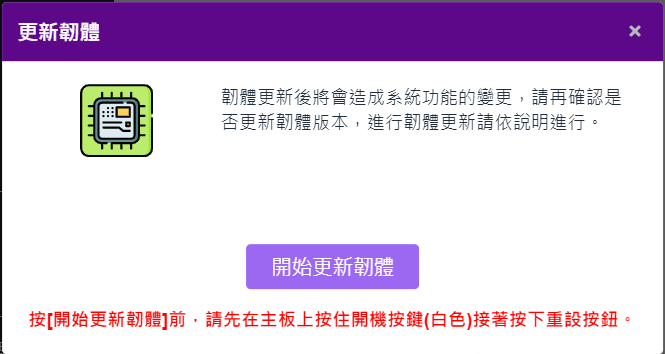 更新韌體
×
韌體更新後將會造成系統功能的變更，請再確認是
否更新韌體版本，進行韌體更新請依說明進行。
開始更新韌體
按[開始更新韌體]前，請先在主板上按住開機按鍵(白色)接著按下重設按鈕。